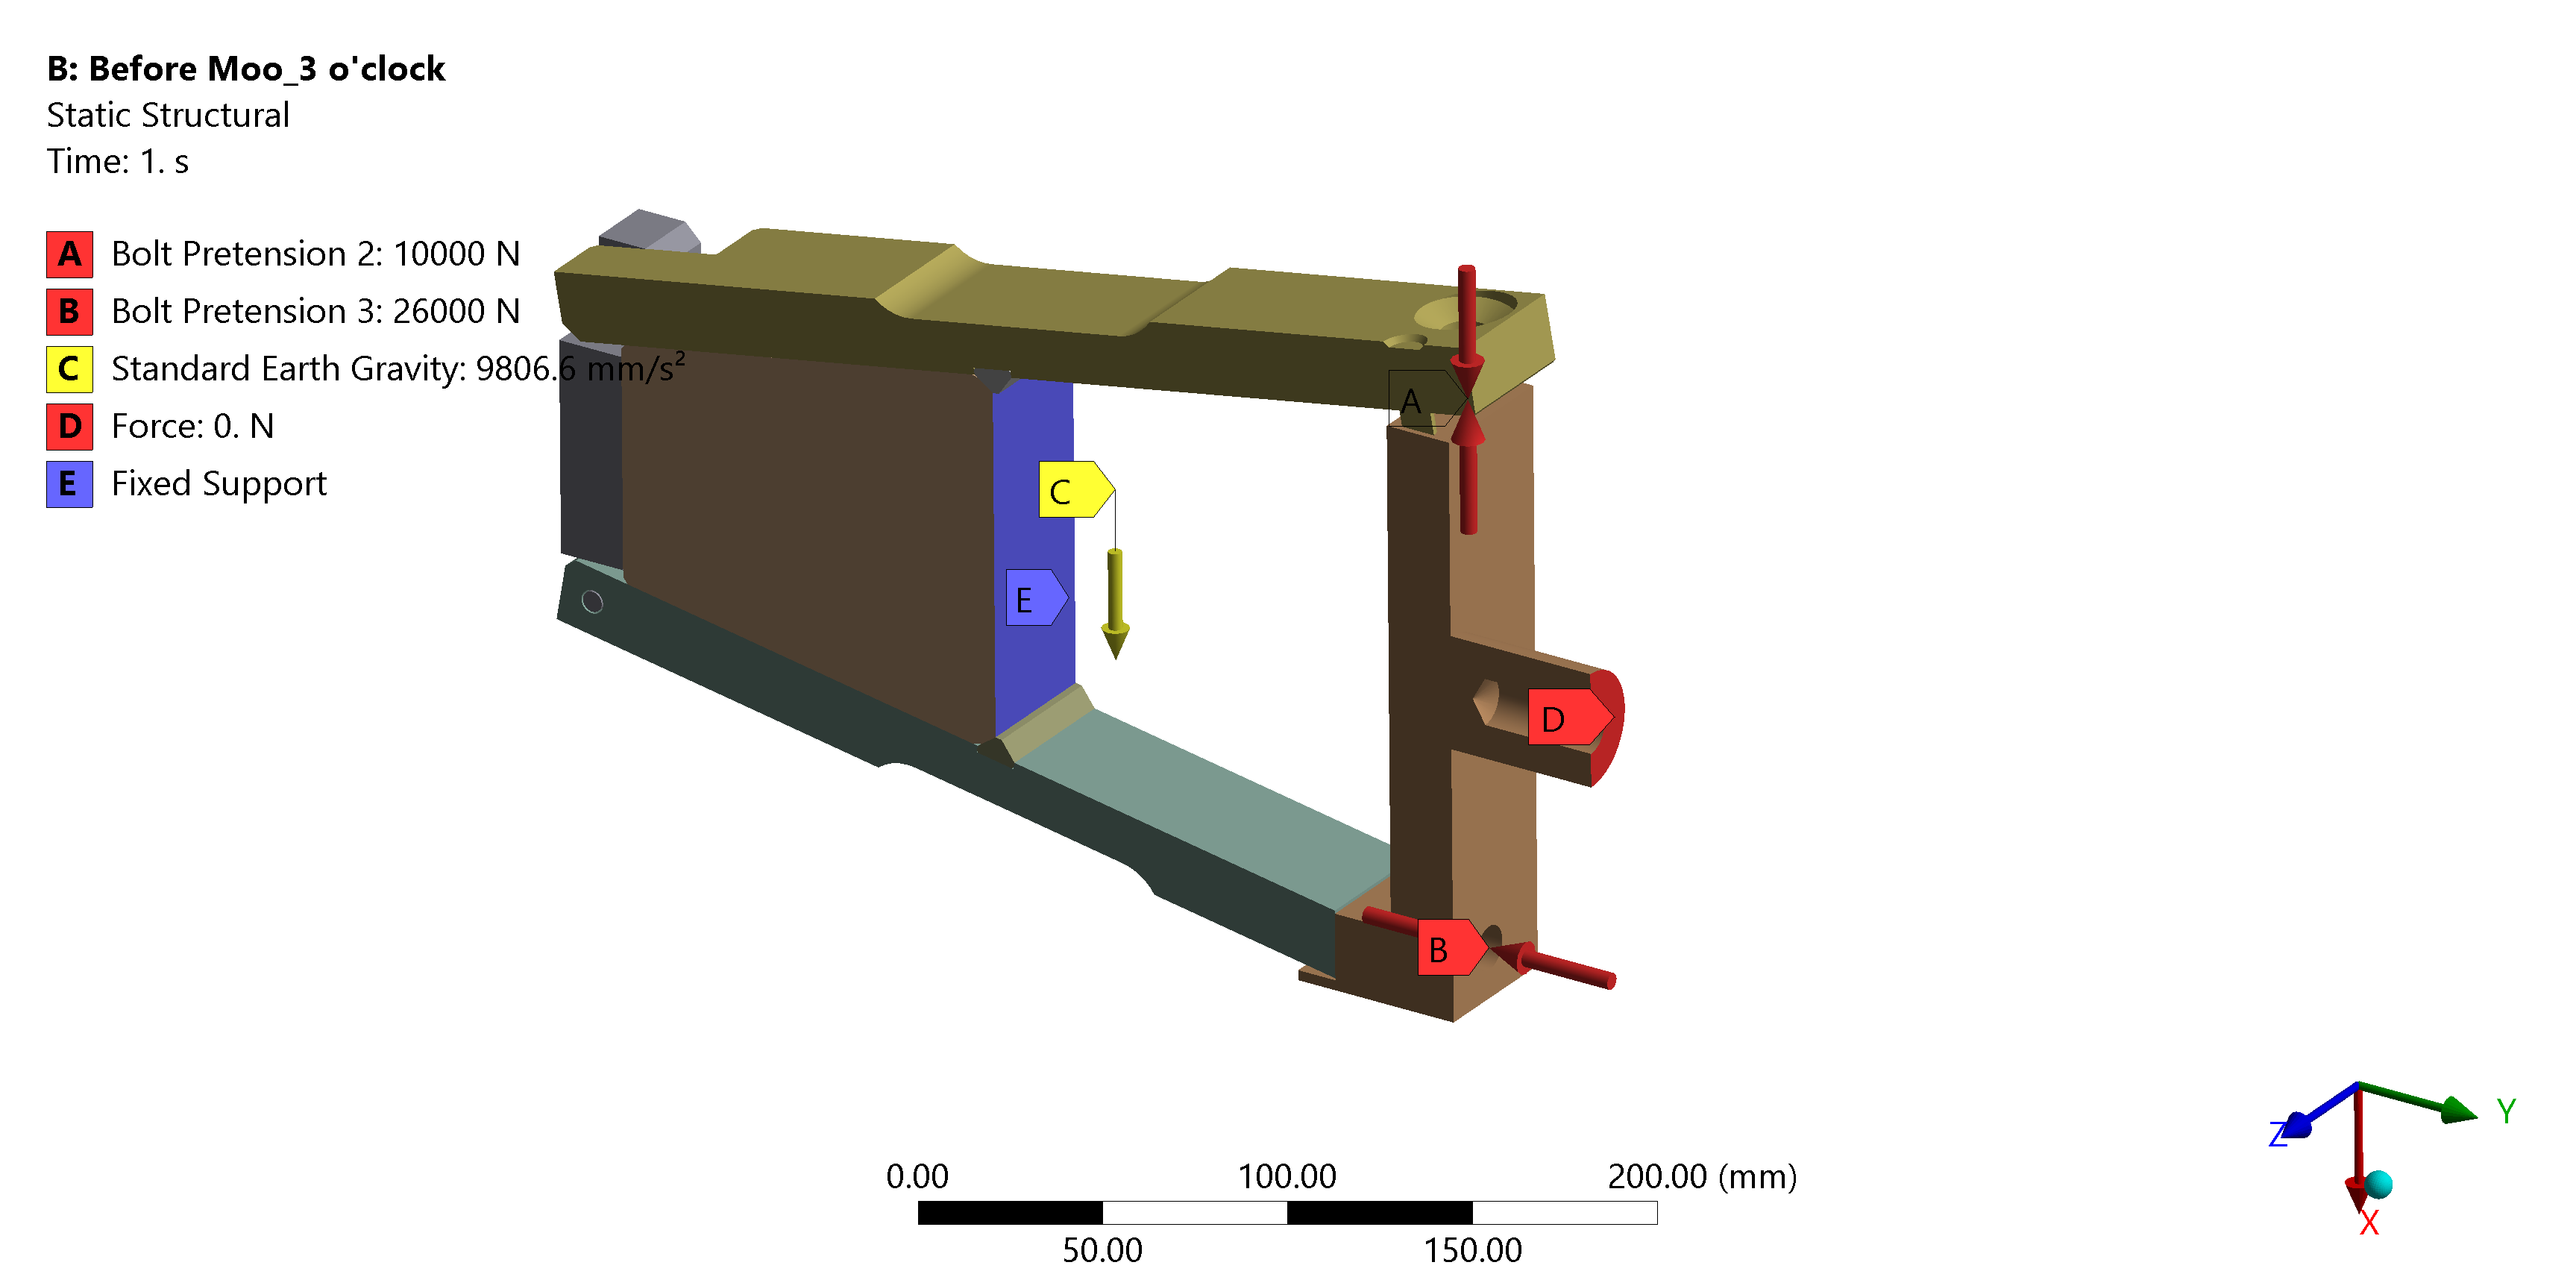 B: Before Moo_3 o'clock
Static Structural
Time: 1. s
A Bolt Pretension 2: 10000 N
B Bolt Pretension 3: 26000 N
C Standard Earth Gravity: 9806.6 mm/s²
D Force: 0. N
E Fixed Support
A
C
E
D
B
0.00 100.00 200.00 (mm)
50.00 150.00
Y
Z
X